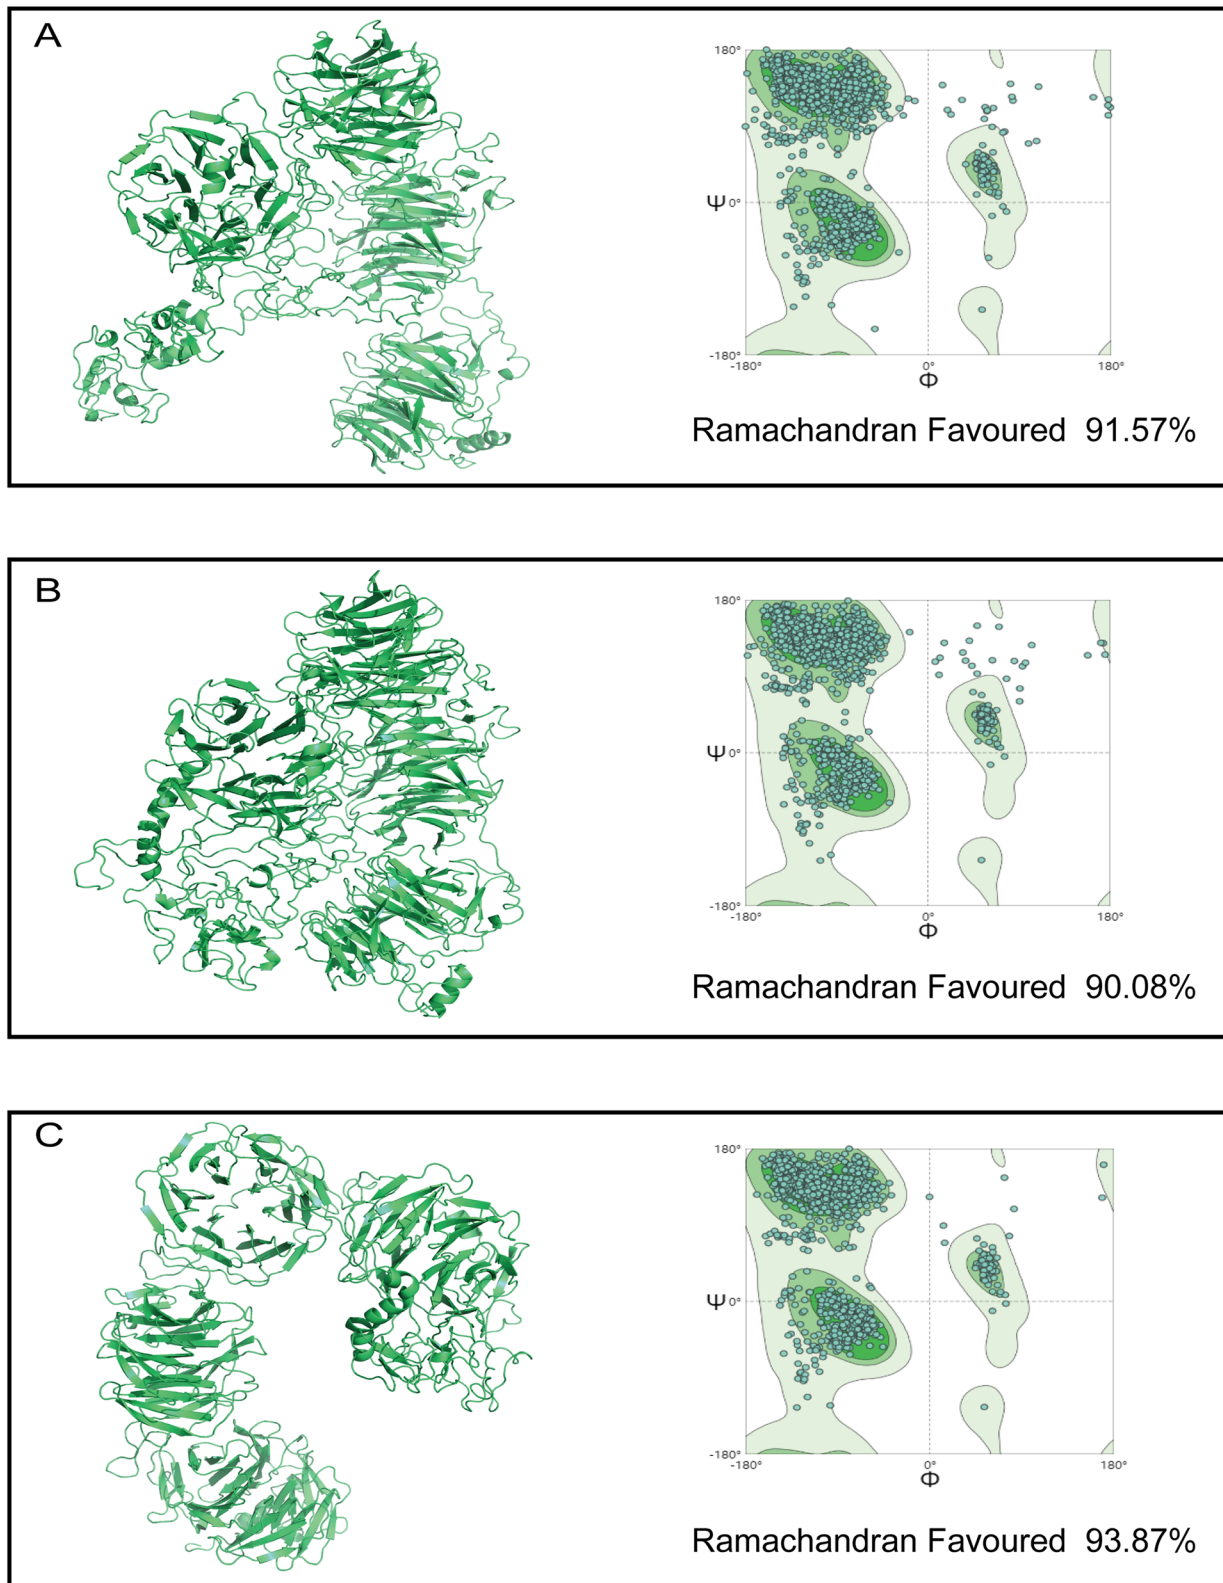 A
180°
Ψ 0°
-180°
-180° 0° 180°
Φ
Ramachandran Favoured 91.57%
B
180°
Ψ 0°
-180°
-180° 0° 180°
Φ
Ramachandran Favoured 90.08%
C
180°
Ψ 0°
-180°
-180° 0° 180°
Φ
Ramachandran Favoured 93.87%